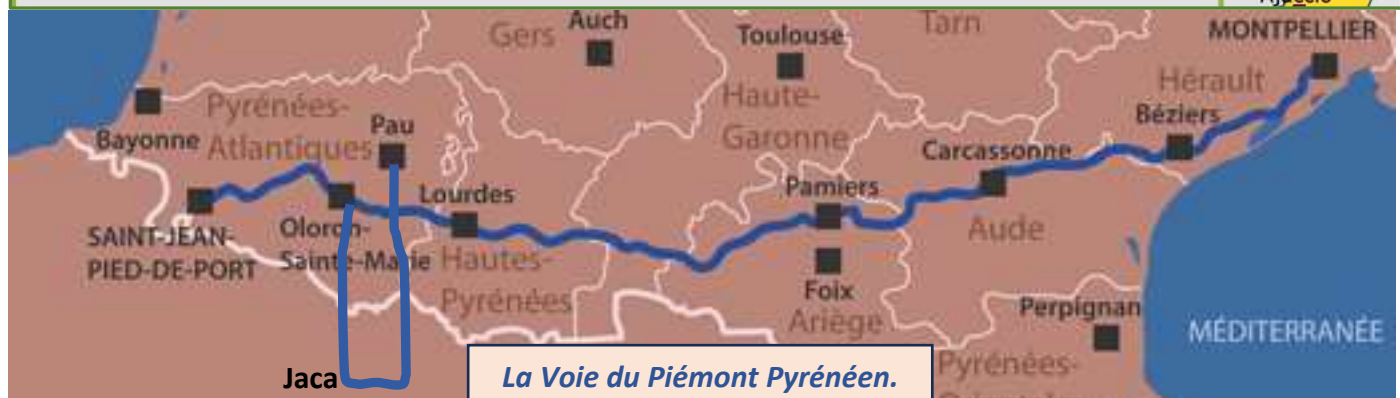 Ajaccio
Auch
Gers
Tarn
Toulouse
MONTPELLIER
Hérault
Haute-
Garonne
Pyrénées-
Atlantiques
Pau
Béziers
Bayonne
Carcassonne
Lourdes
Pamiers
SAINT-JEAN-
PIED-DE-PORT
Oloron-
Sainte-Marie
Aude
Hautes-
Pyrénées
Foix
Ariège
Perpignan
MÉDITERRANÉE
Jaca
La Voie du Piémont Pyrénéen.
Pyrénées-